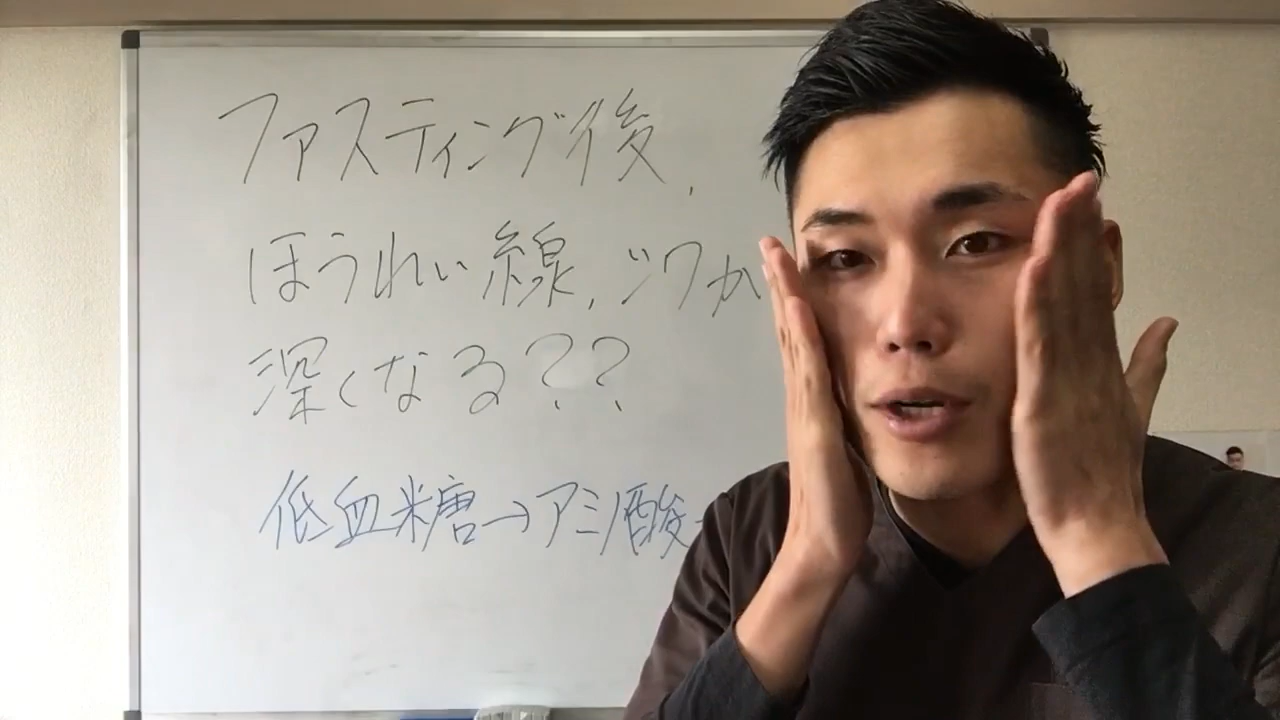 ファスティング後、
ほうれい線、シワが
深くなる??
低血糖→アミノ酸